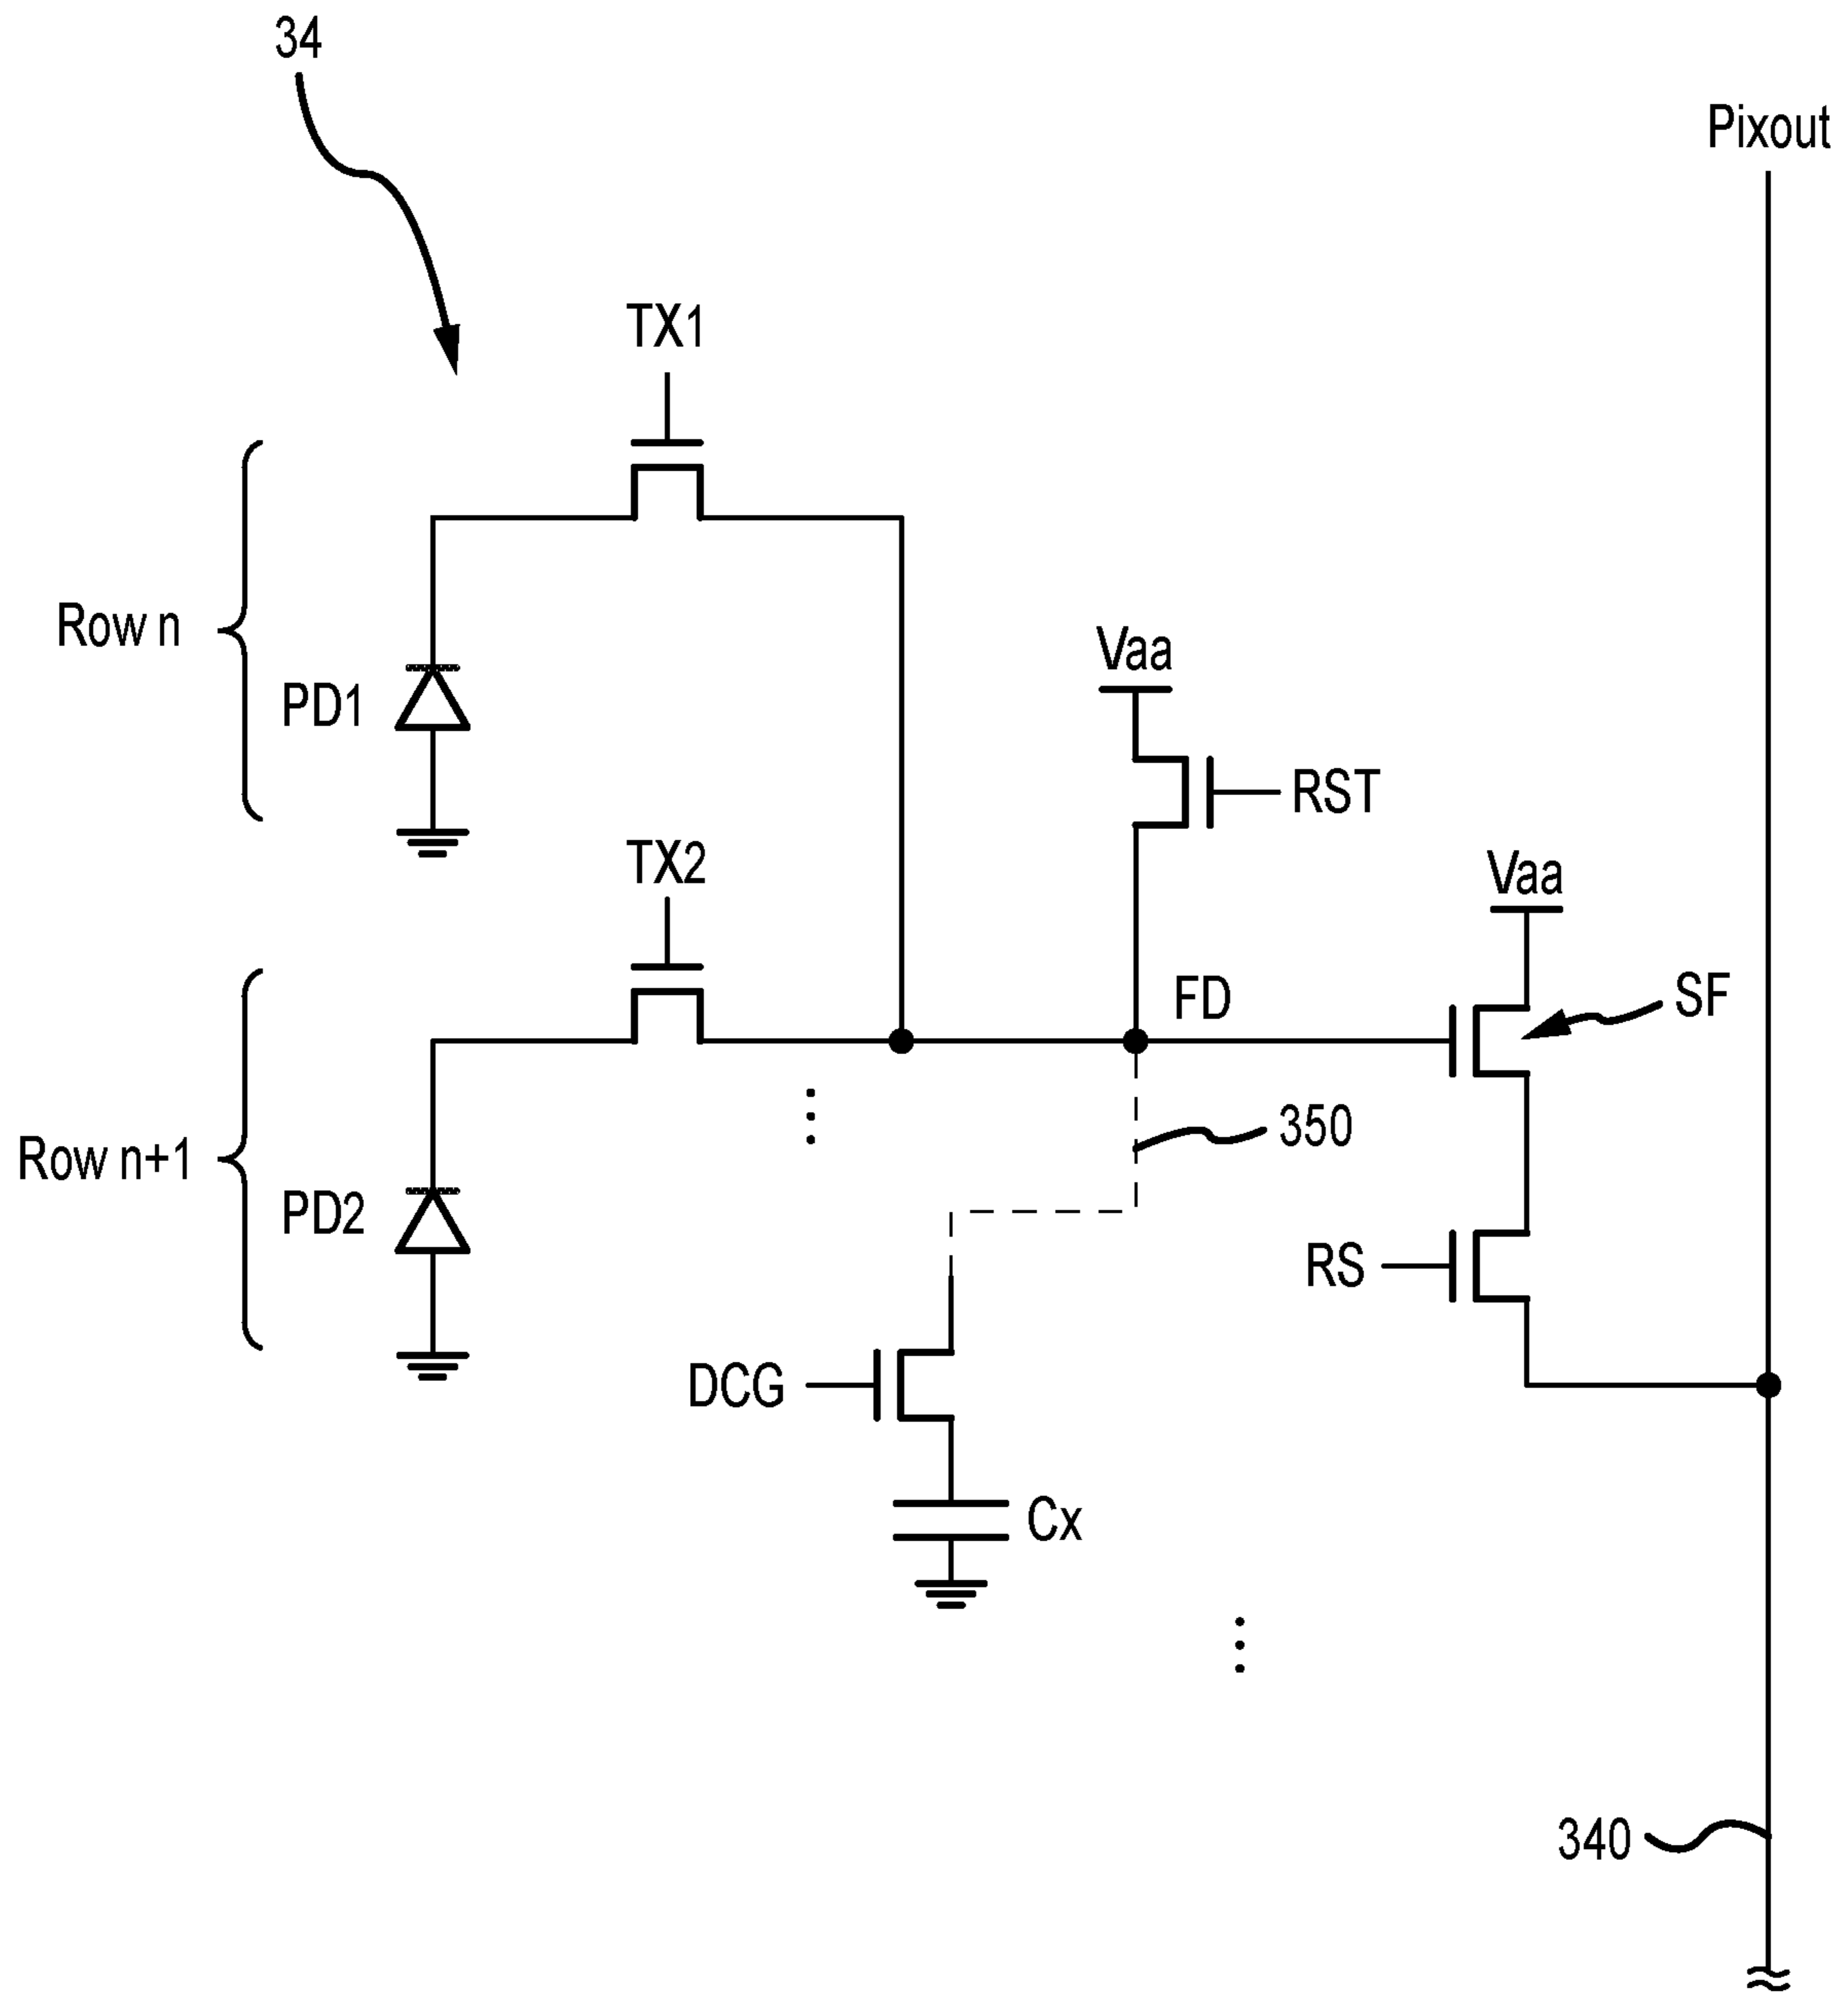 34
Pixout
TX1
Row n
PD1
Vaa
RST
TX2
Vaa
FD
SF
350
Row n+1
PD2
RS
DCG
Cx
340